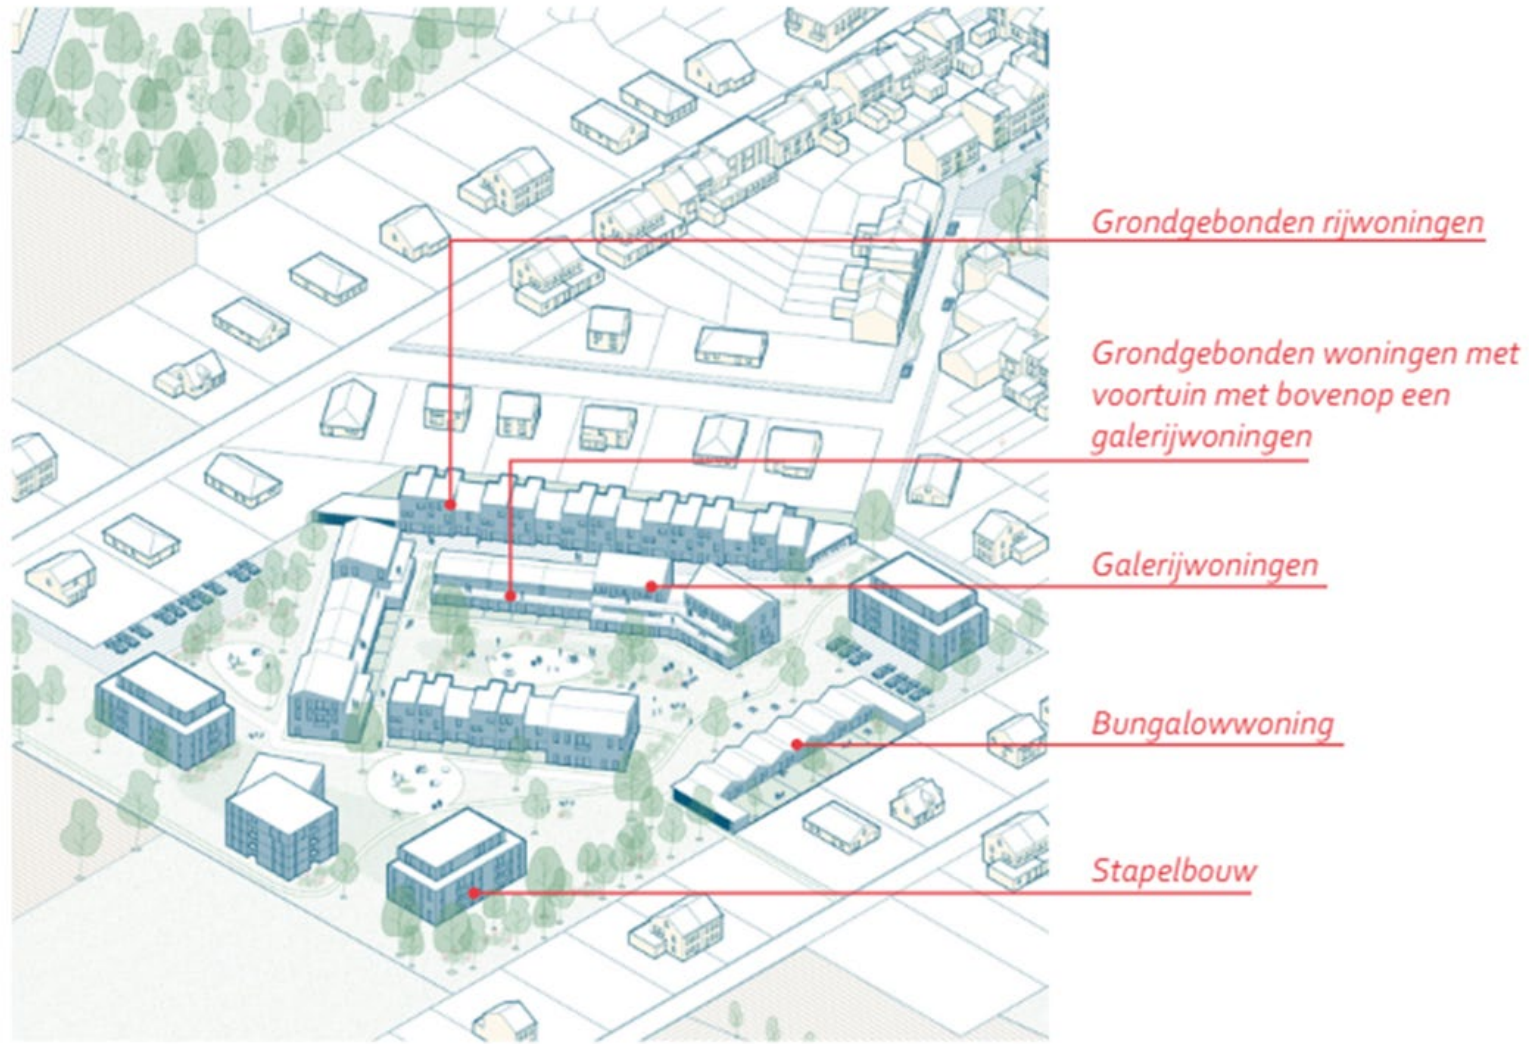 Grondgebonden rijwoningen
Grondgebonden woningen met
voortuin met bovenop een
galerijwoningen
Galerijwoningen
Bungalowwoning
Stapelbouw